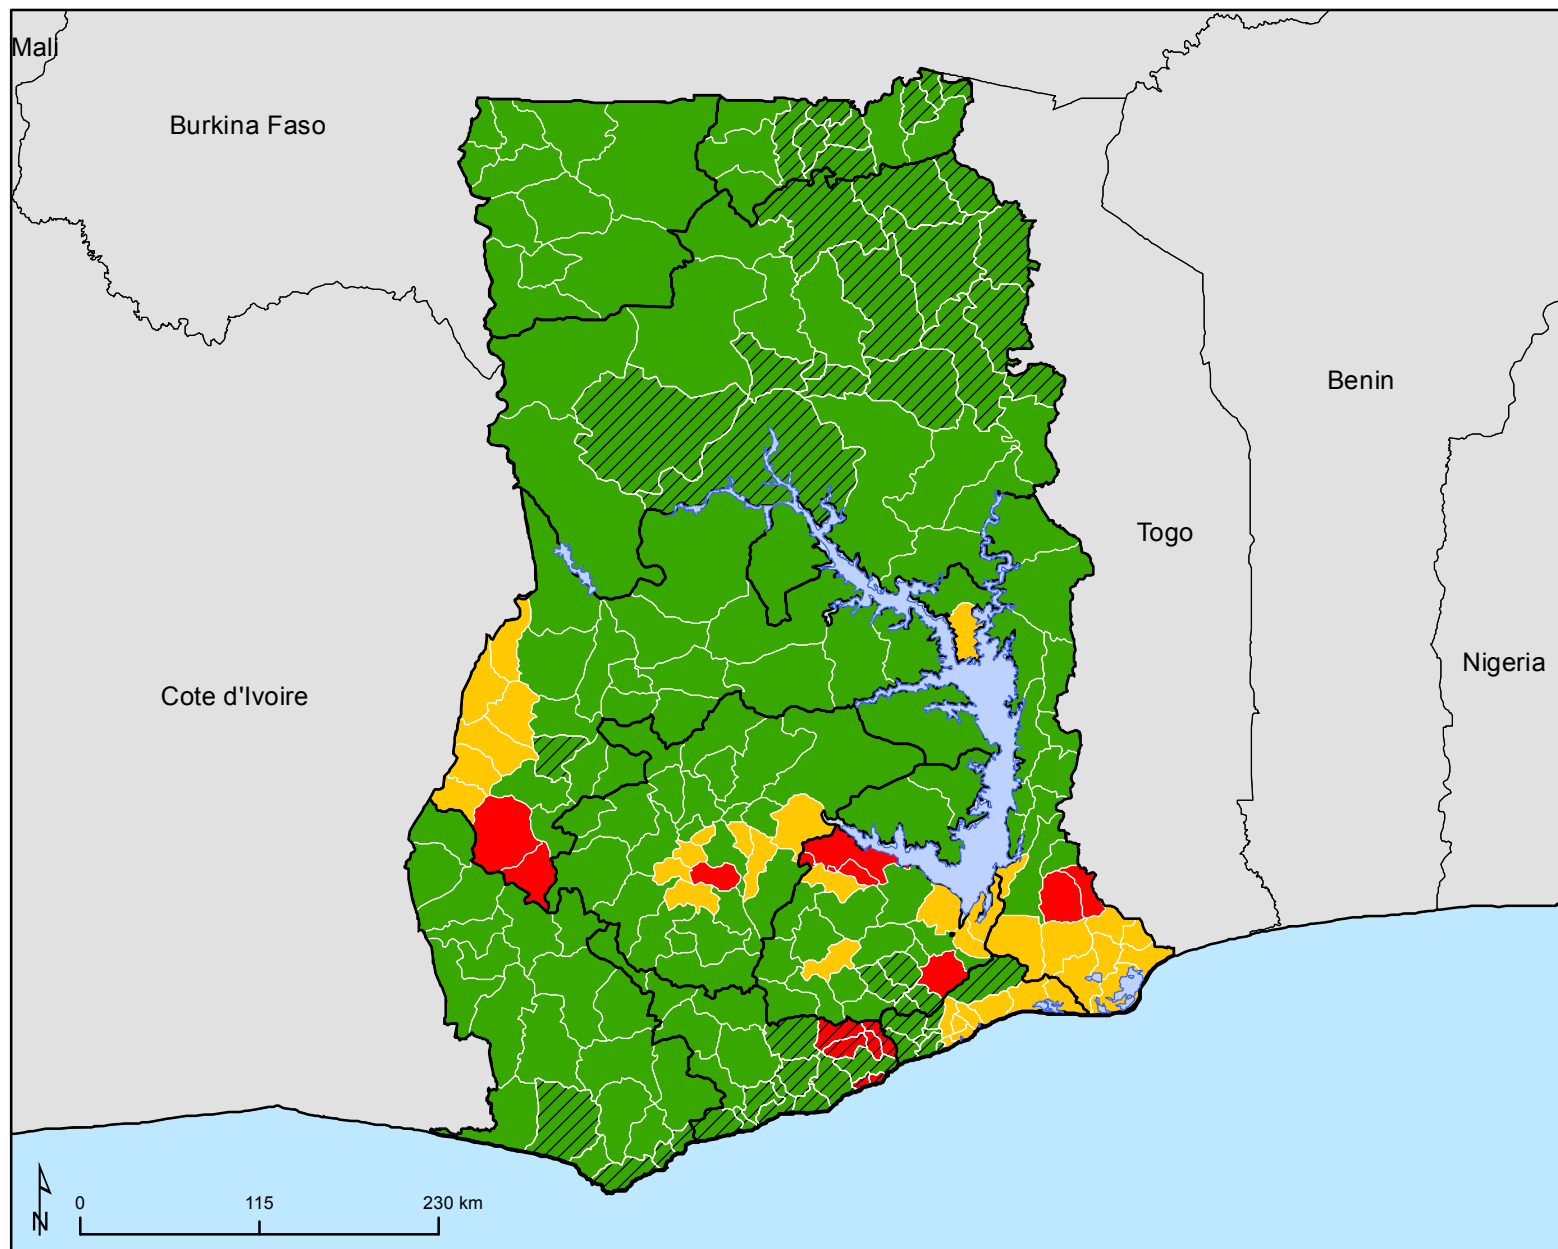 Mali
Burkina Faso
Benin
Togo
Nigeria
Cote d'Ivoire
N
0 115 230 km